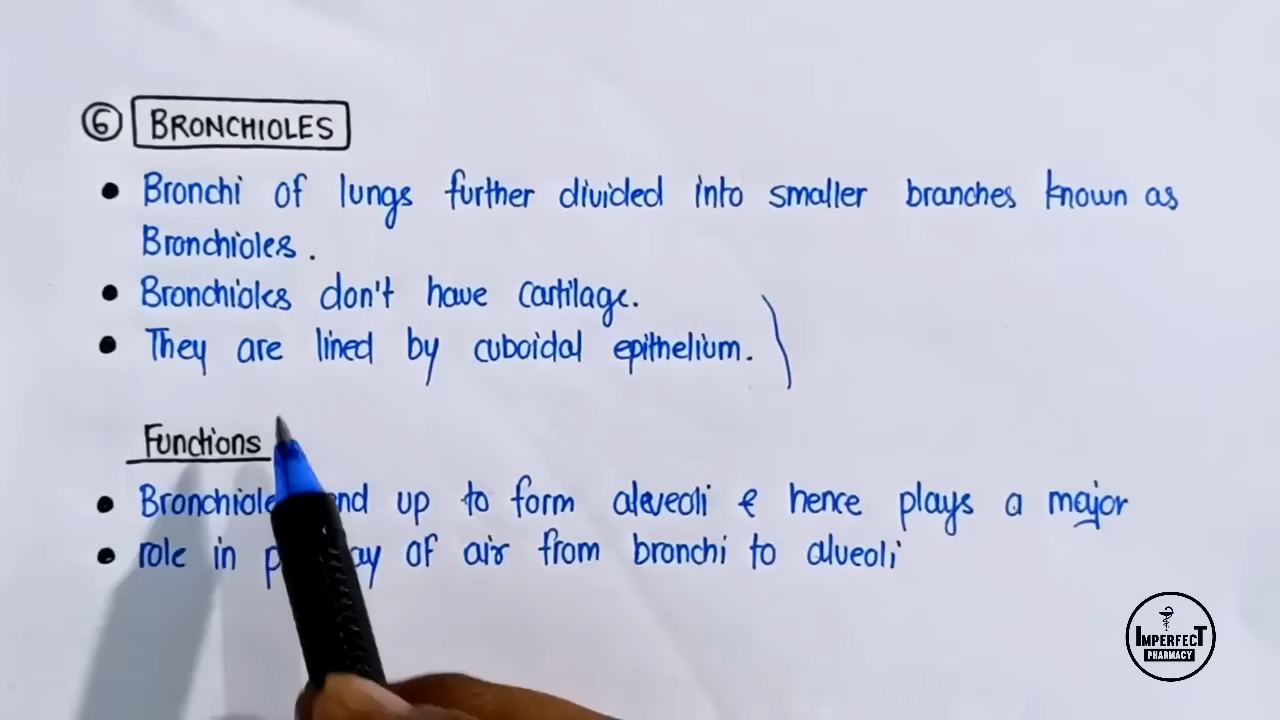 6 BRONCHIOLES
• Bronchi of lungs further divided into smaller branches known as
Bronchioles.
• Bronchioles don't have cartilage.
• They are lined by cuboidal epithelium.
Functions
• Bronchiole end up to form alveoli & hence plays a major
• role in of air from bronchi to alveoli
IMPERFECT
PHARMACY